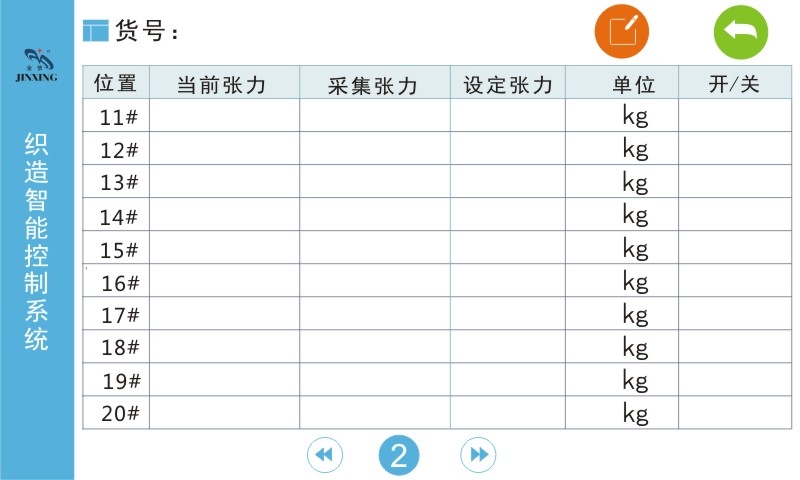 货号：
金星
JINXING
织造智能控制系统
位置 当前张力 采集张力 设定张力 单位 开/关
11# kg
12# kg
13# kg
14# kg
15# kg
16# kg
17# kg
18# kg
19# kg
20# kg
2